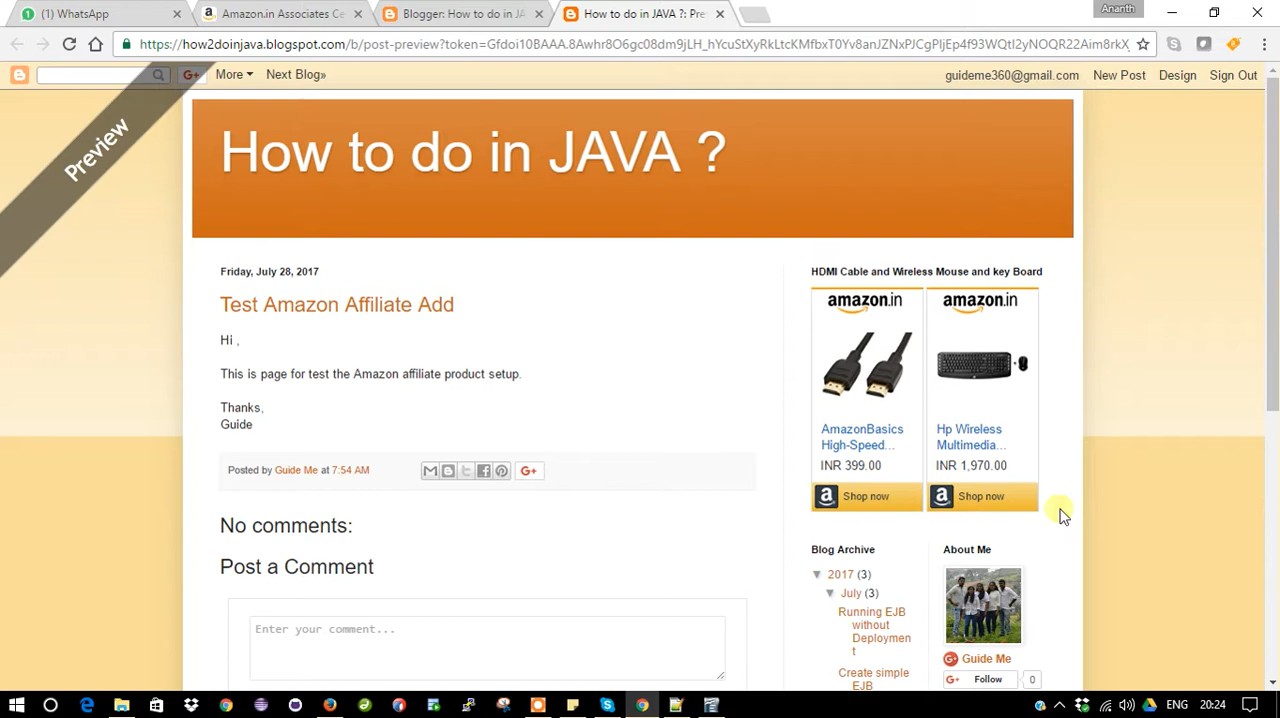 Ananth
(1) WhatsApp
Amazon.in Associates Ce
Blogger: How to do in JA
How to do in JAVA ?: Pre
https://how2doinjava.blogspot.com/b/post-preview?token=
More
Next Blog»
guideme360@gmail.com
New Post
Design
Sign Out
Preview
How to do in JAVA ?
Friday, July 28, 2017
Test Amazon Affiliate Add
Hi ,
This is page for test the Amazon affiliate product setup.
Thanks,
Guide
Posted by Guide Me at 7:54 AM
G+
No comments:
Post a Comment
Enter your comment...
HDMI Cable and Wireless Mouse and key Board
amazon.in
AmazonBasics
High-Speed...
INR 399.00
Shop now
amazon.in
Hp Wireless
Multimedia...
INR 1,970.00
Shop now
Blog Archive
▼ 2017 (3)
▼ July (3)
Running EJB
without
Deploymen
t
Create simple
EJB
About Me
Guide Me
Follow
0
ENG
20:24